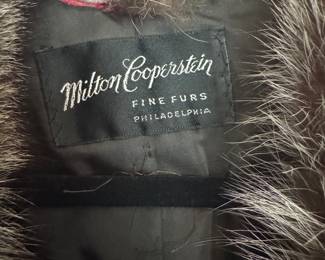 Milton Cooperstein
FINE FURS
PHILADELPHIA